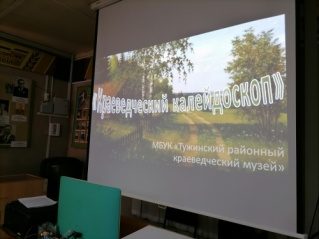 «Краеведческий калейдоскоп»
МБУК «Тужинский районный
краеведческий музей»